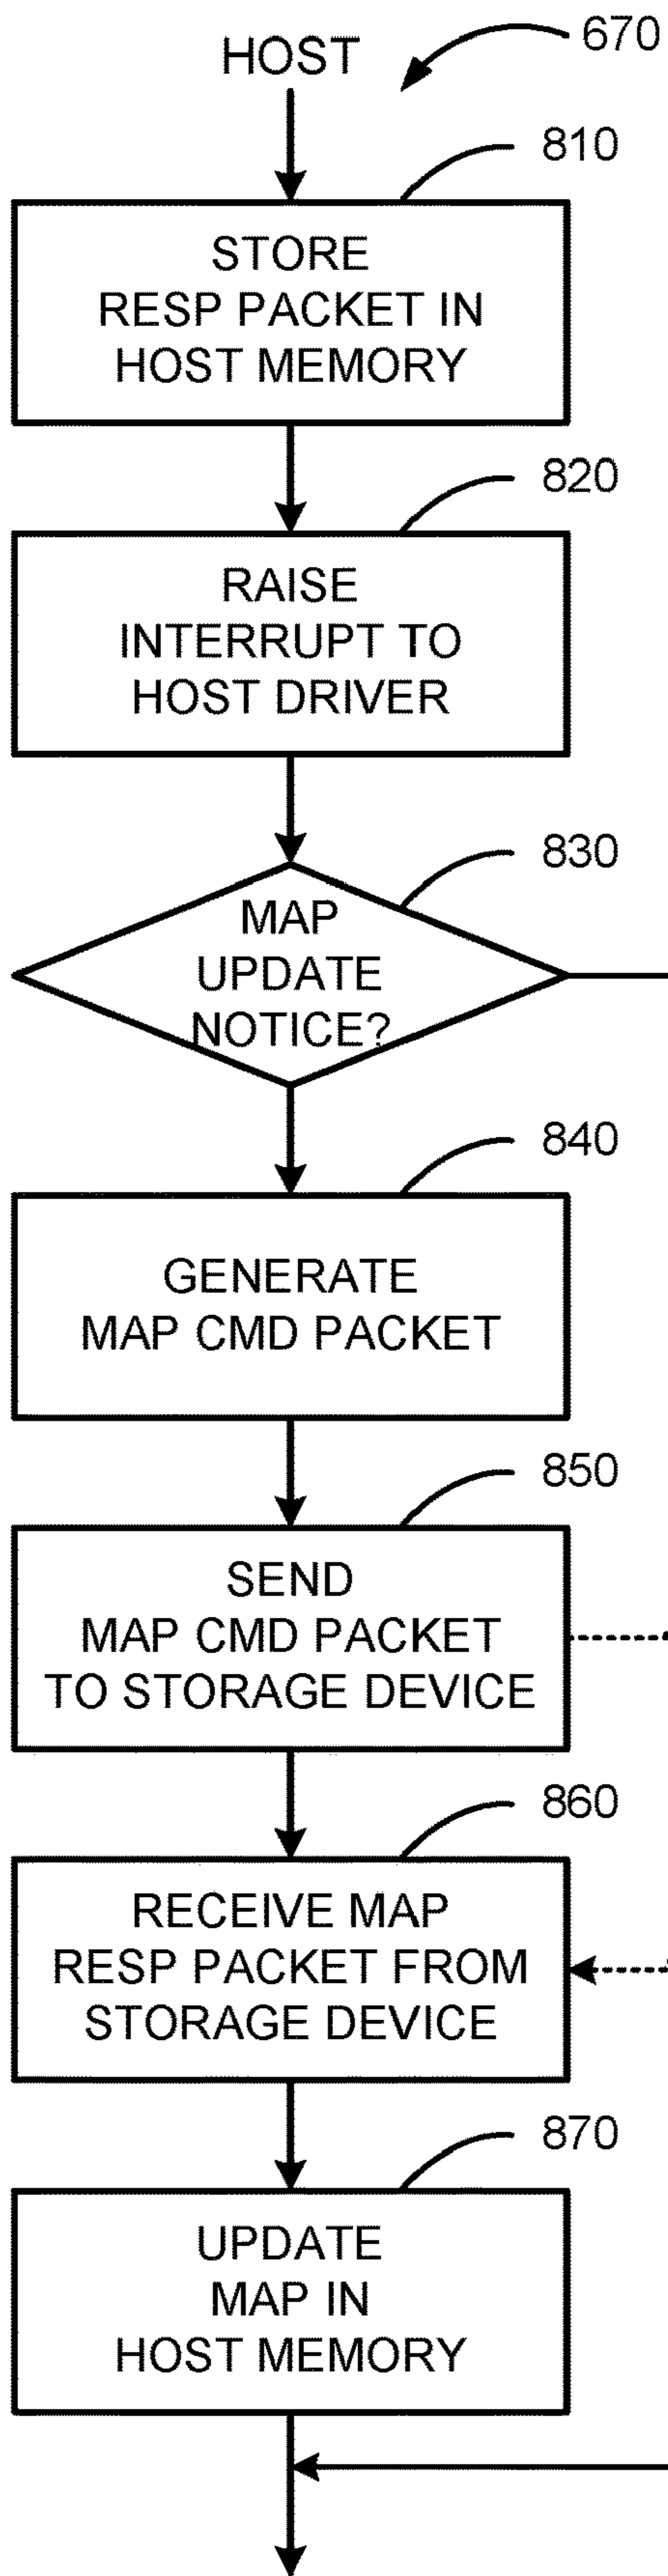 HOST
670
810
STORE
RESP PACKET IN
HOST MEMORY
820
RAISE
INTERRUPT TO
HOST DRIVER
830
MAP
UPDATE
NOTICE?
840
GENERATE
MAP CMD PACKET
850
SEND
MAP CMD PACKET
TO STORAGE DEVICE
860
RECEIVE MAP
RESP PACKET FROM
STORAGE DEVICE
870
UPDATE
MAP IN
HOST MEMORY